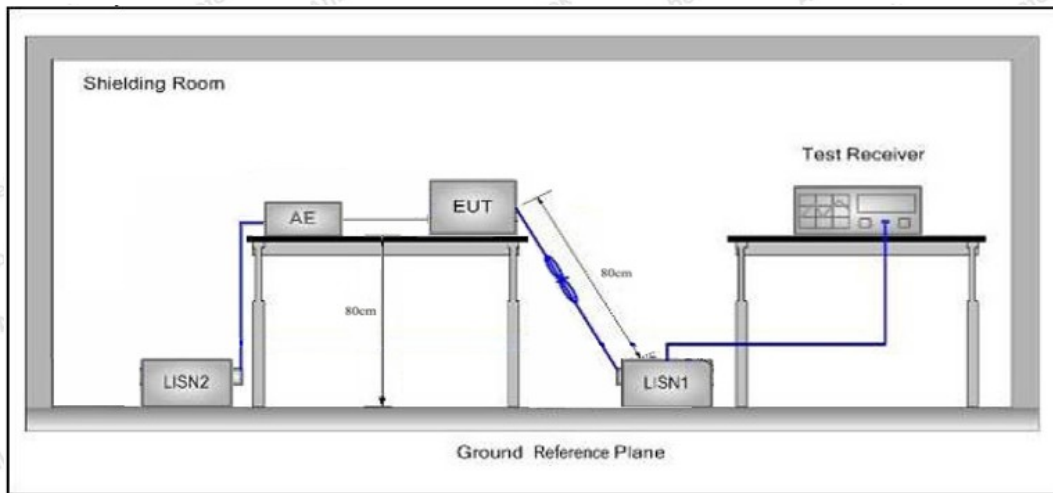 Shielding Room
Test Receiver
AE
EUT
80cm
80cm
LISN2
LISN1
Ground Reference Plane